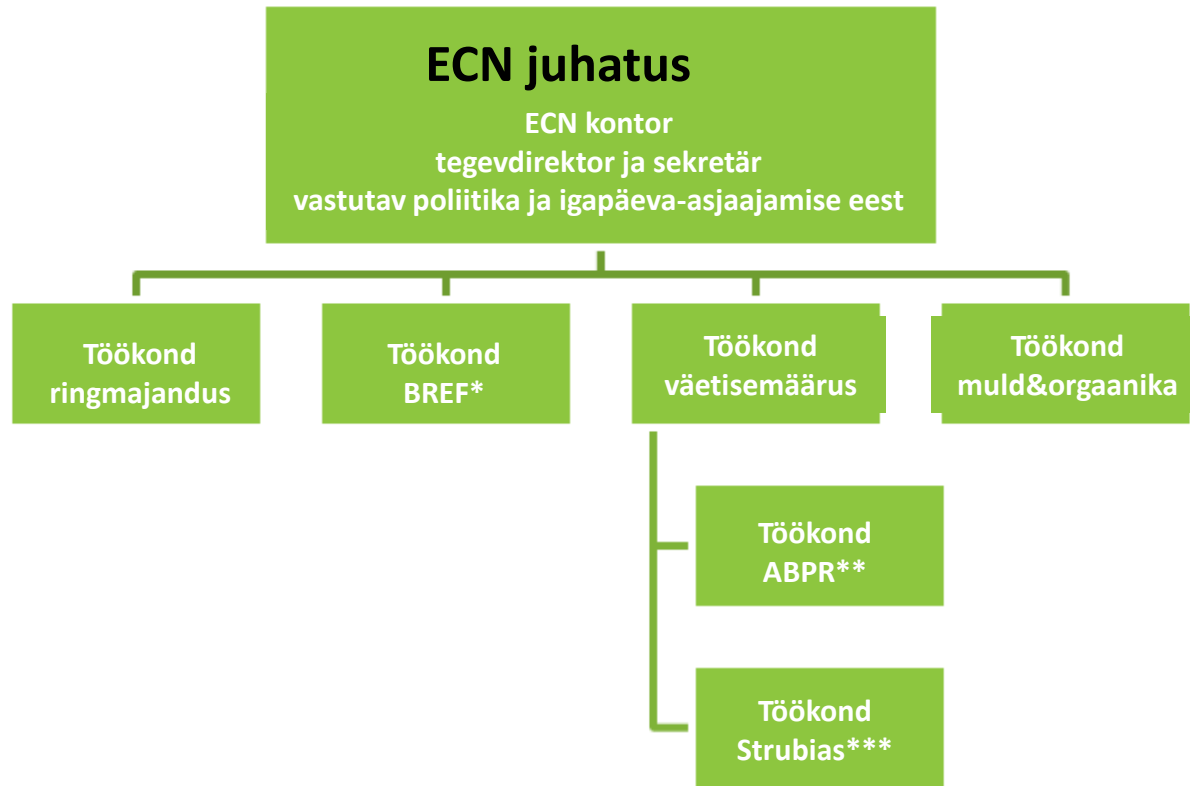 ECN juhatus
ECN kontor
tegevdirektor ja sekretär
vastutav poliitika ja igapäeva-asjaajamise eest
Töökond
ringmajandus
Töökond
BREF*
Töökond
väetisemäärus
Töökond
muld&orgaanika
Töökond
ABPR**
Töökond
Strubias***